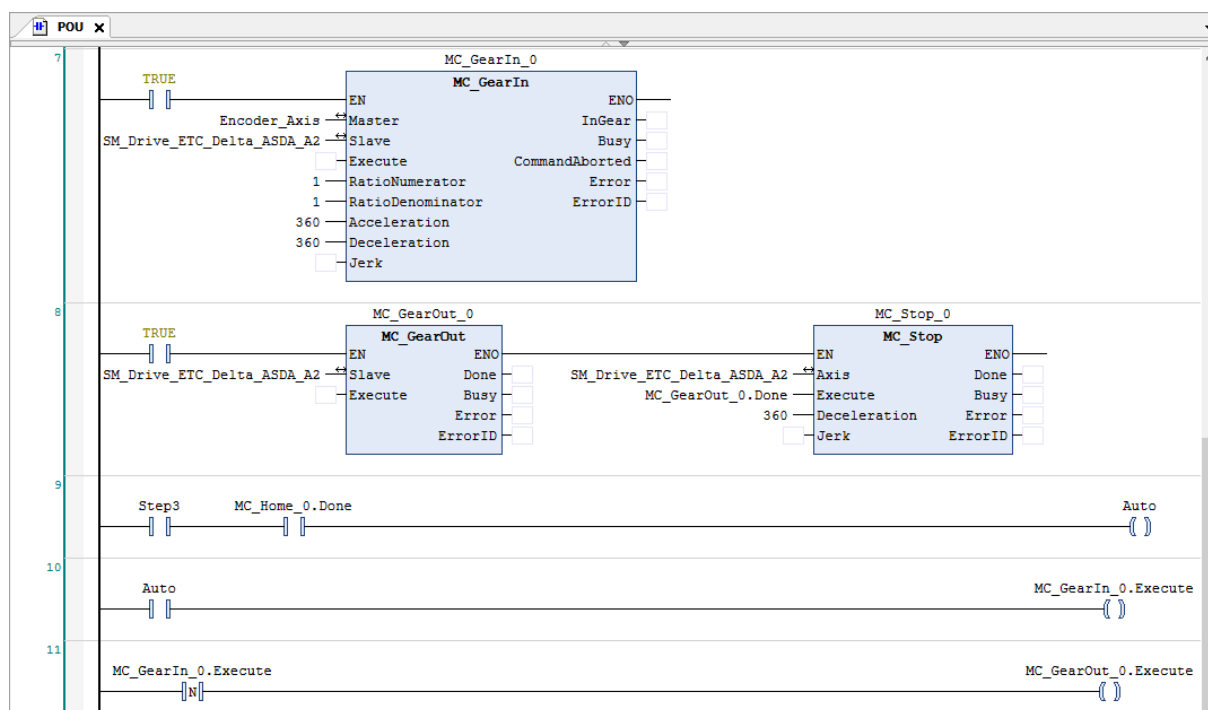 POU
7
MC_GearIn_0
TRUE
MC_GearIn
EN ENO
Encoder_Axis Master InGear
SM_Drive_ETC_Delta_ASDA_A2 Slave Busy
Execute CommandAborted
1 RatioNumerator Error
1 RatioDenominator ErrorID
360 Acceleration
360 Deceleration
Jerk
8
MC_GearOut_0 MC_Stop_0
TRUE MC_GearOut MC_Stop
EN ENO EN ENO
SM_Drive_ETC_Delta_ASDA_A2 Slave Done SM_Drive_ETC_Delta_ASDA_A2 Axis Done
Execute Busy MC_GearOut_0.Done Execute Busy
Error 360 Deceleration Error
ErrorID Jerk ErrorID
9
Step3 MC_Home_0.Done Auto
10
Auto MC_GearIn_0.Execute
11
MC_GearIn_0.Execute MC_GearOut_0.Execute
N